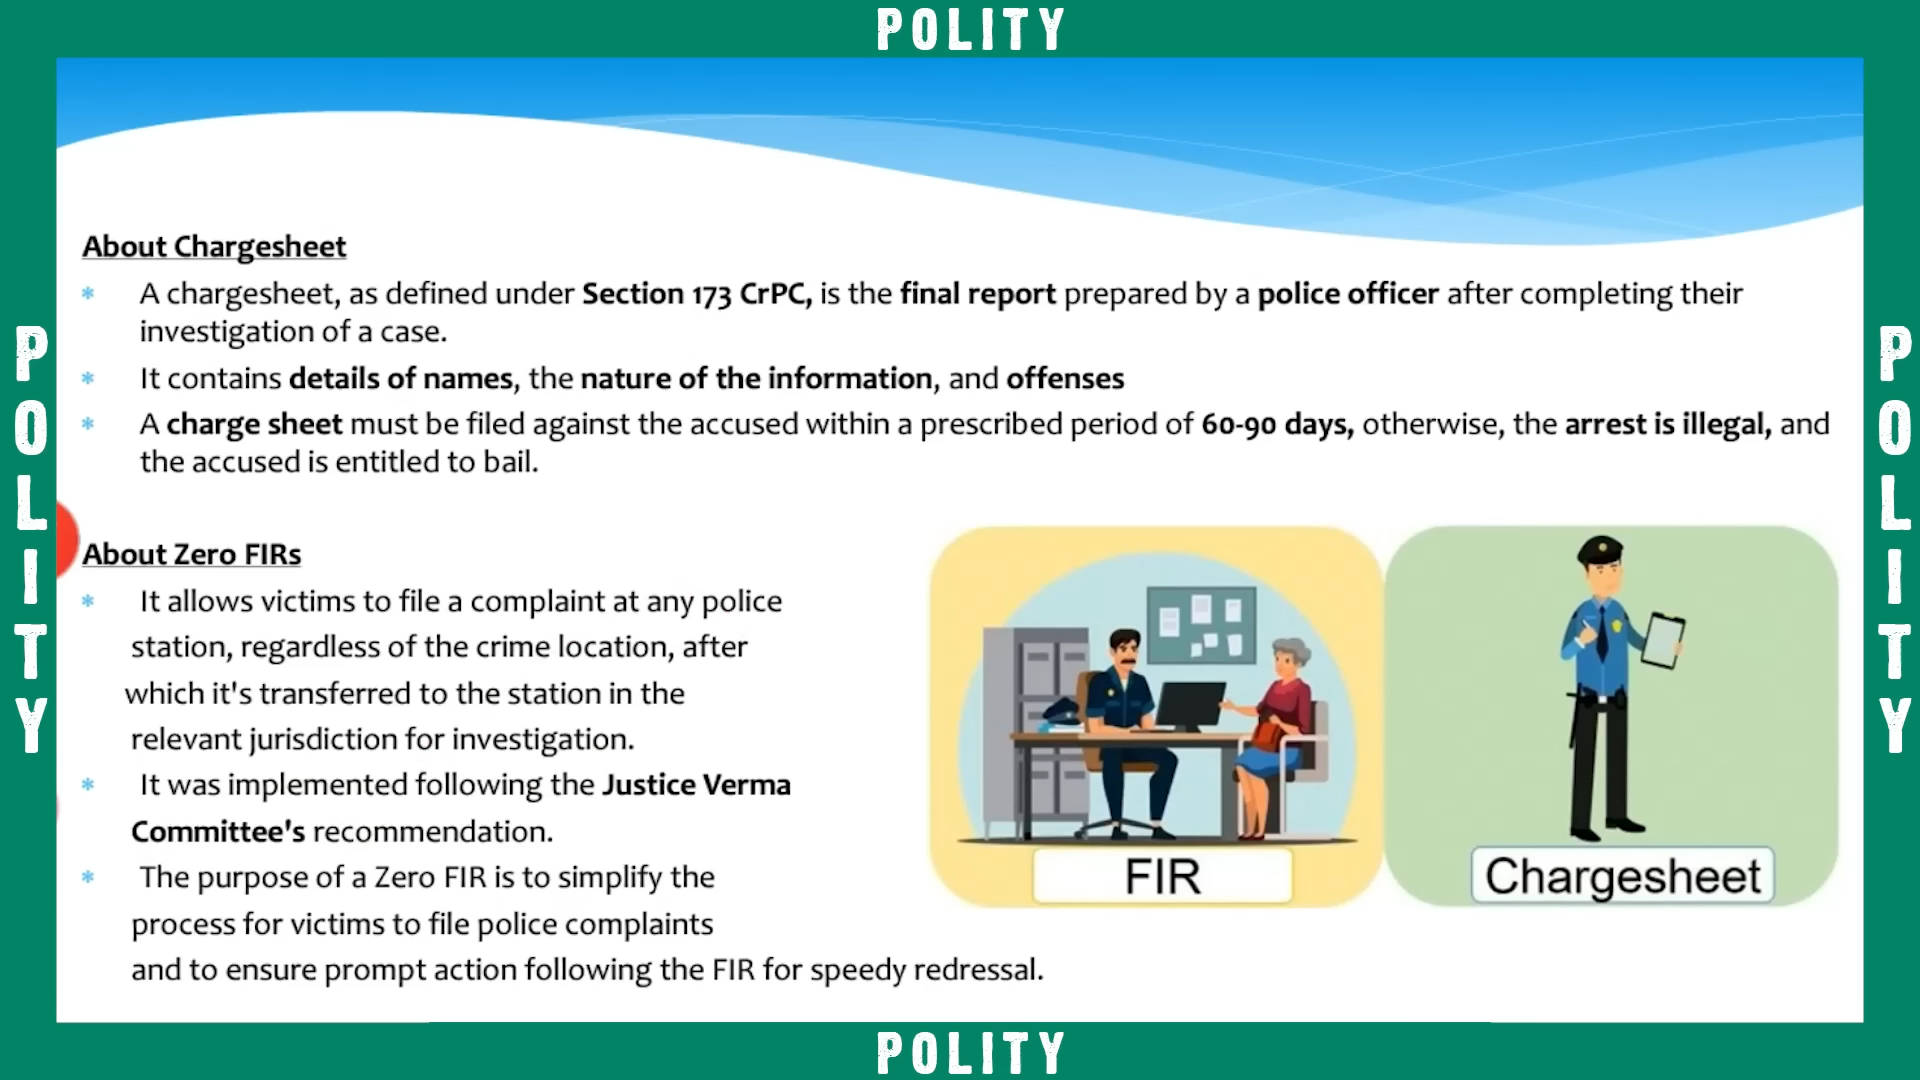 POLITY
About Chargesheet
* A chargesheet, as defined under Section 173 CrPC, is the final report prepared by a police officer after completing their
investigation of a case.
* It contains details of names, the nature of the information, and offenses
* A charge sheet must be filed against the accused within a prescribed period of 60-90 days, otherwise, the arrest is illegal, and
the accused is entitled to bail.
About Zero FIRs
* It allows victims to file a complaint at any police
station, regardless of the crime location, after
which it's transferred to the station in the
relevant jurisdiction for investigation.
* It was implemented following the Justice Verma
Committee's recommendation.
* The purpose of a Zero FIR is to simplify the
process for victims to file police complaints
and to ensure prompt action following the FIR for speedy redressal.
FIR
Chargesheet
POLITY
POLITY
POLITY